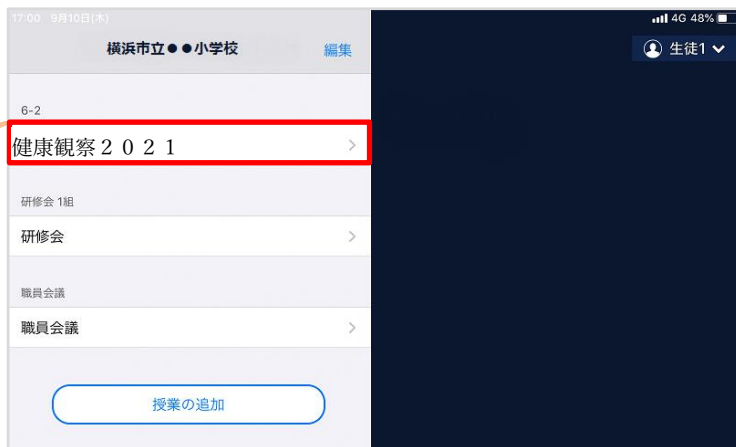 17:00 9月10日(木)
4G 48%
横浜市立●●小学校
編集
生徒1
6-2
健康観察２０２１
研修会 1組
研修会
職員会議
職員会議
授業の追加